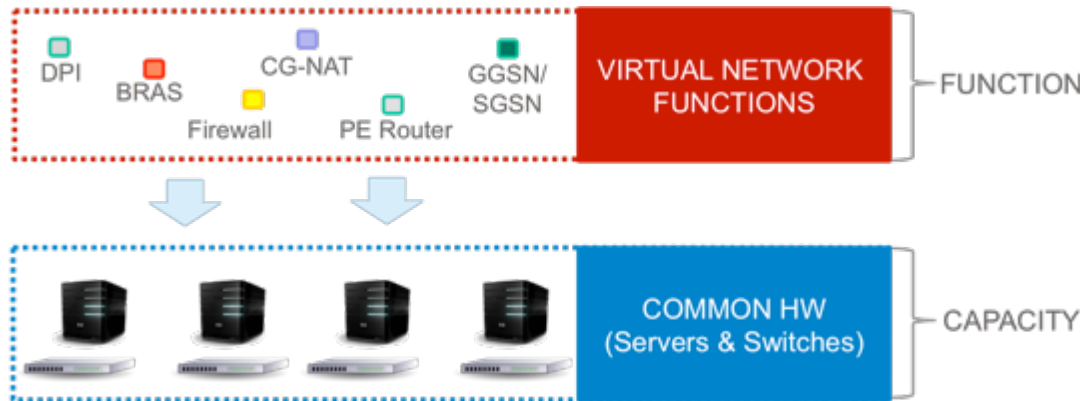 DPI
BRAS
CG-NAT
GGSN/
SGSN
Firewall
PE Router
VIRTUAL NETWORK
FUNCTIONS
FUNCTION
COMMON HW
(Servers & Switches)
CAPACITY